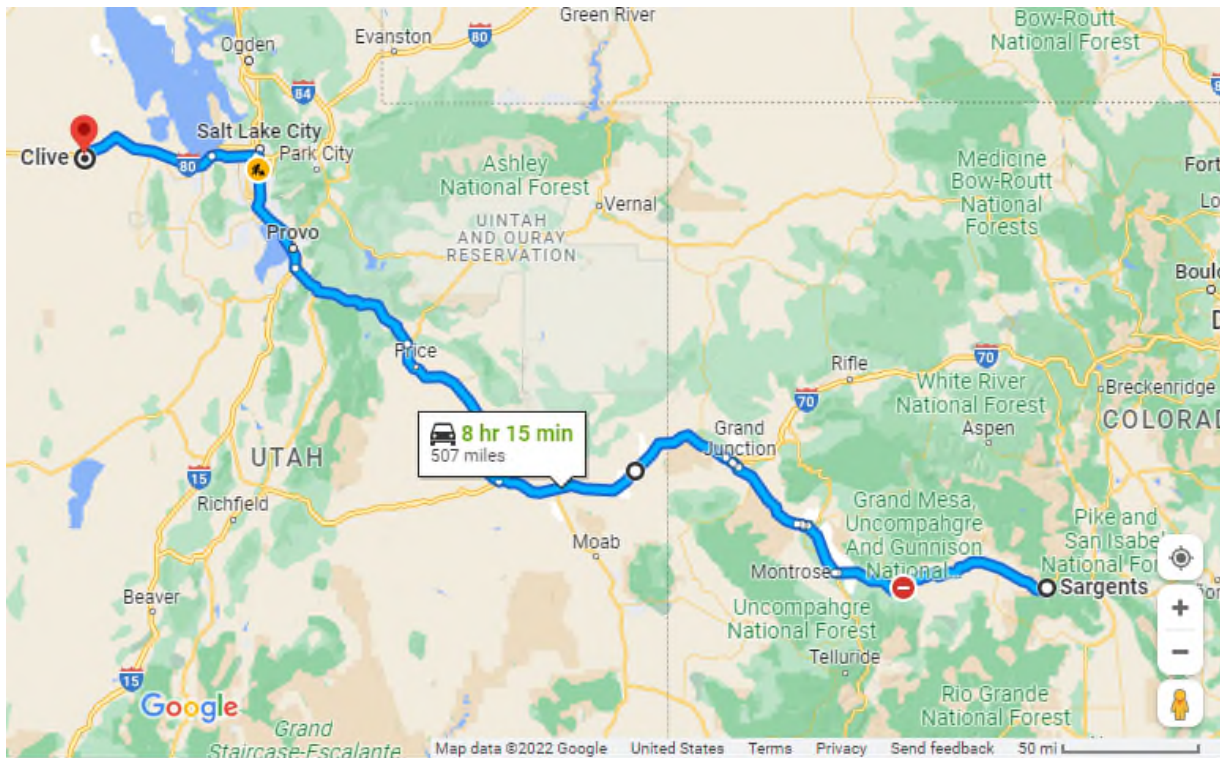 Green River
Bow-Routt
National Forest
Ogden
Evanston
80
84
Salt Lake City
Clive
80
Park City
Ashley
National Forest
Medicine
Bow-Routt
National
Forests
Fort
Lo
Vernal
Provo
UINTAH
AND OURAY
RESERVATION
Boul
D
Price
Rifle
70
White River
National Forest
Breckenridge
70
Aspen
COLORAD
8 hr 15 min
507 miles
Grand
Junction
UTAH
15
Richfield
Grand Mesa,
Uncompahgre
And Gunnison
National...
Pike and
San Isabel
National For
Moab
Montrose
Sargents
Beaver
Uncompahgre
National Forest
Telluride
15
Google
Rio Grande
National Forest
Grand
Staircase-Escalante
Map data ©2022 Google United States Terms Privacy Send feedback 50 mi